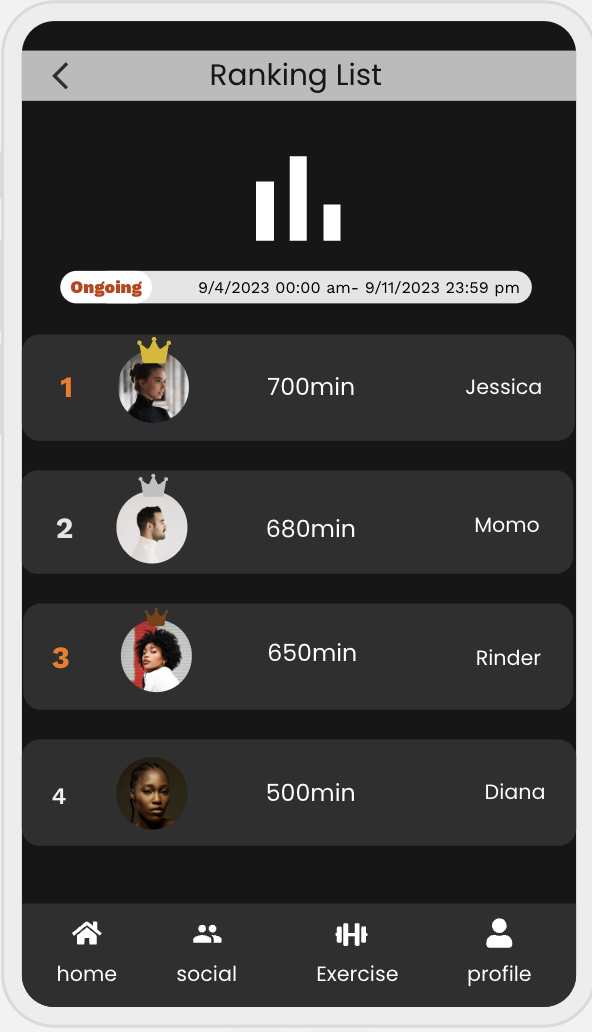 Ranking List
Ongoing 9/4/2023 00:00 am- 9/11/2023 23:59 pm
1 700min Jessica
2 680min Momo
3 650min Rinder
4 500min Diana
home social Exercise profile